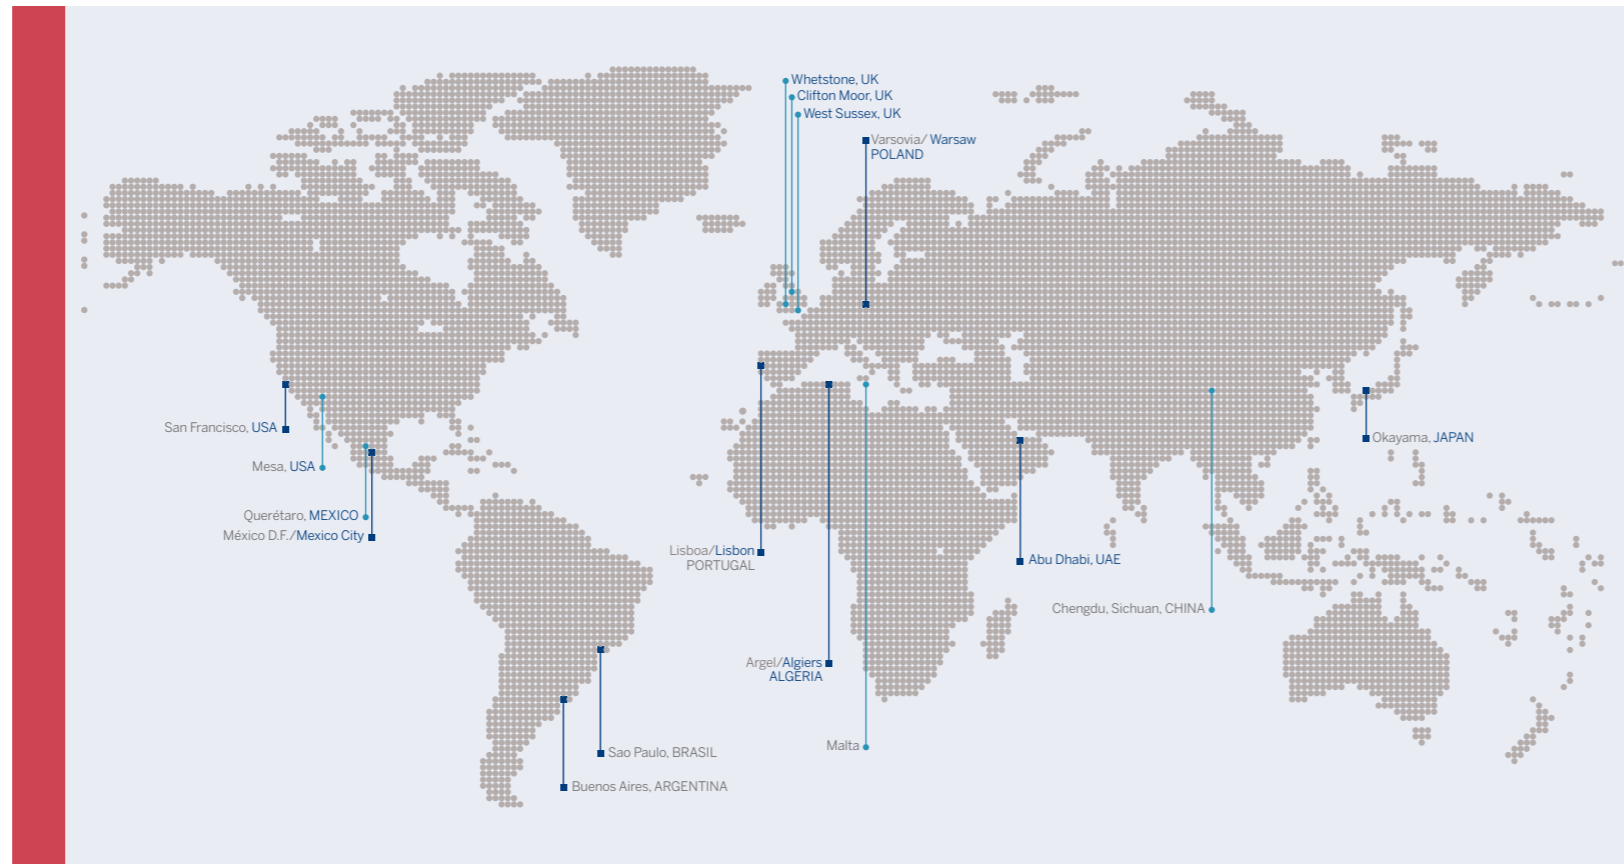 Whetstone, UK
Clifton Moor, UK
West Sussex, UK
Varsovia/ Warsaw
POLAND
San Francisco, USA
Mesa, USA
Querétaro, MEXICO
México D.F./Mexico City
Okayama, JAPAN
Lisboa/Lisbon
PORTUGAL
Abu Dhabi, UAE
Chengdu, Sichuan, CHINA
Argel/Algiers
ALGERIA
Malta
Sao Paulo, BRASIL
Buenos Aires, ARGENTINA